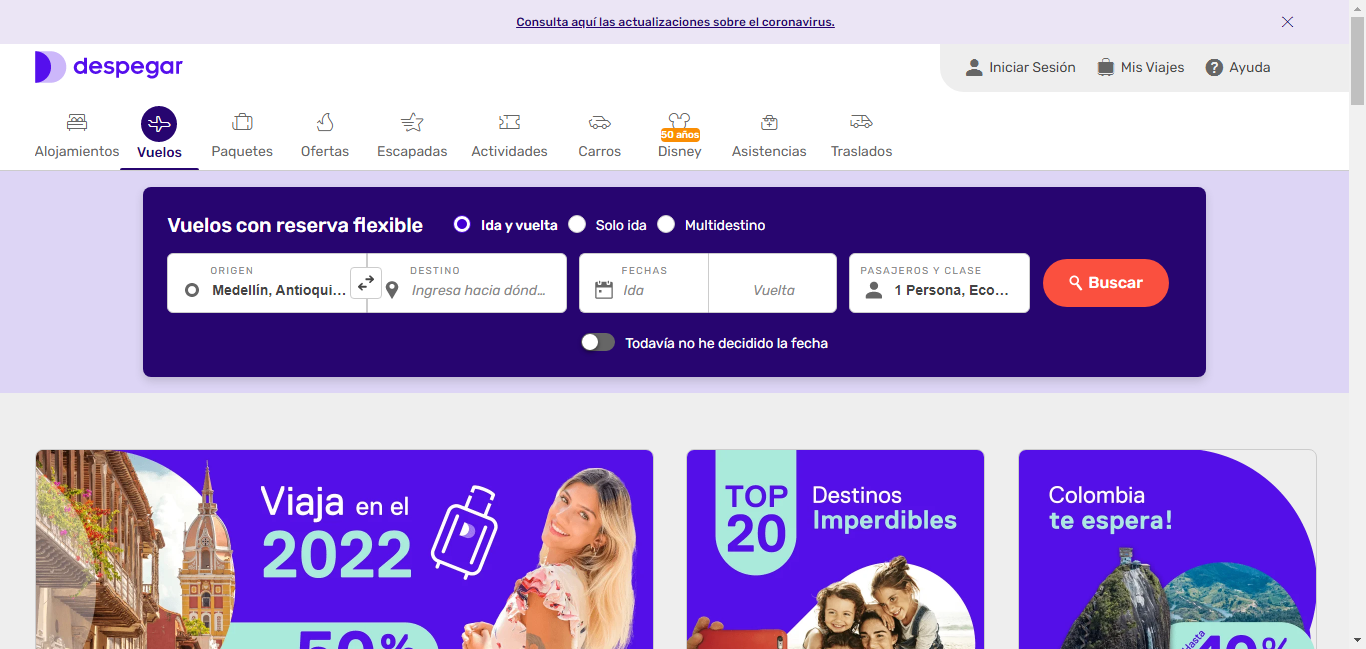 Consulta aquí las actualizaciones sobre el coronavirus.
despegar
Iniciar Sesión
Mis Viajes
Ayuda
Alojamientos
Vuelos
Paquetes
Ofertas
Escapadas
Actividades
Carros
50 años
Disney
Asistencias
Traslados
Vuelos con reserva flexible
Ida y vuelta
Solo ida
Multidestino
ORIGEN
Medellín, Antioqui...
DESTINO
Ingresa hacia dónd...
FECHAS
Ida
Vuelta
PASAJEROS Y CLASE
1 Persona, Eco...
Buscar
Todavía no he decidido la fecha
Viaja en el
2022
50%
TOP
20
Destinos
Imperdibles
Colombia
te espera!
Hasta
40%